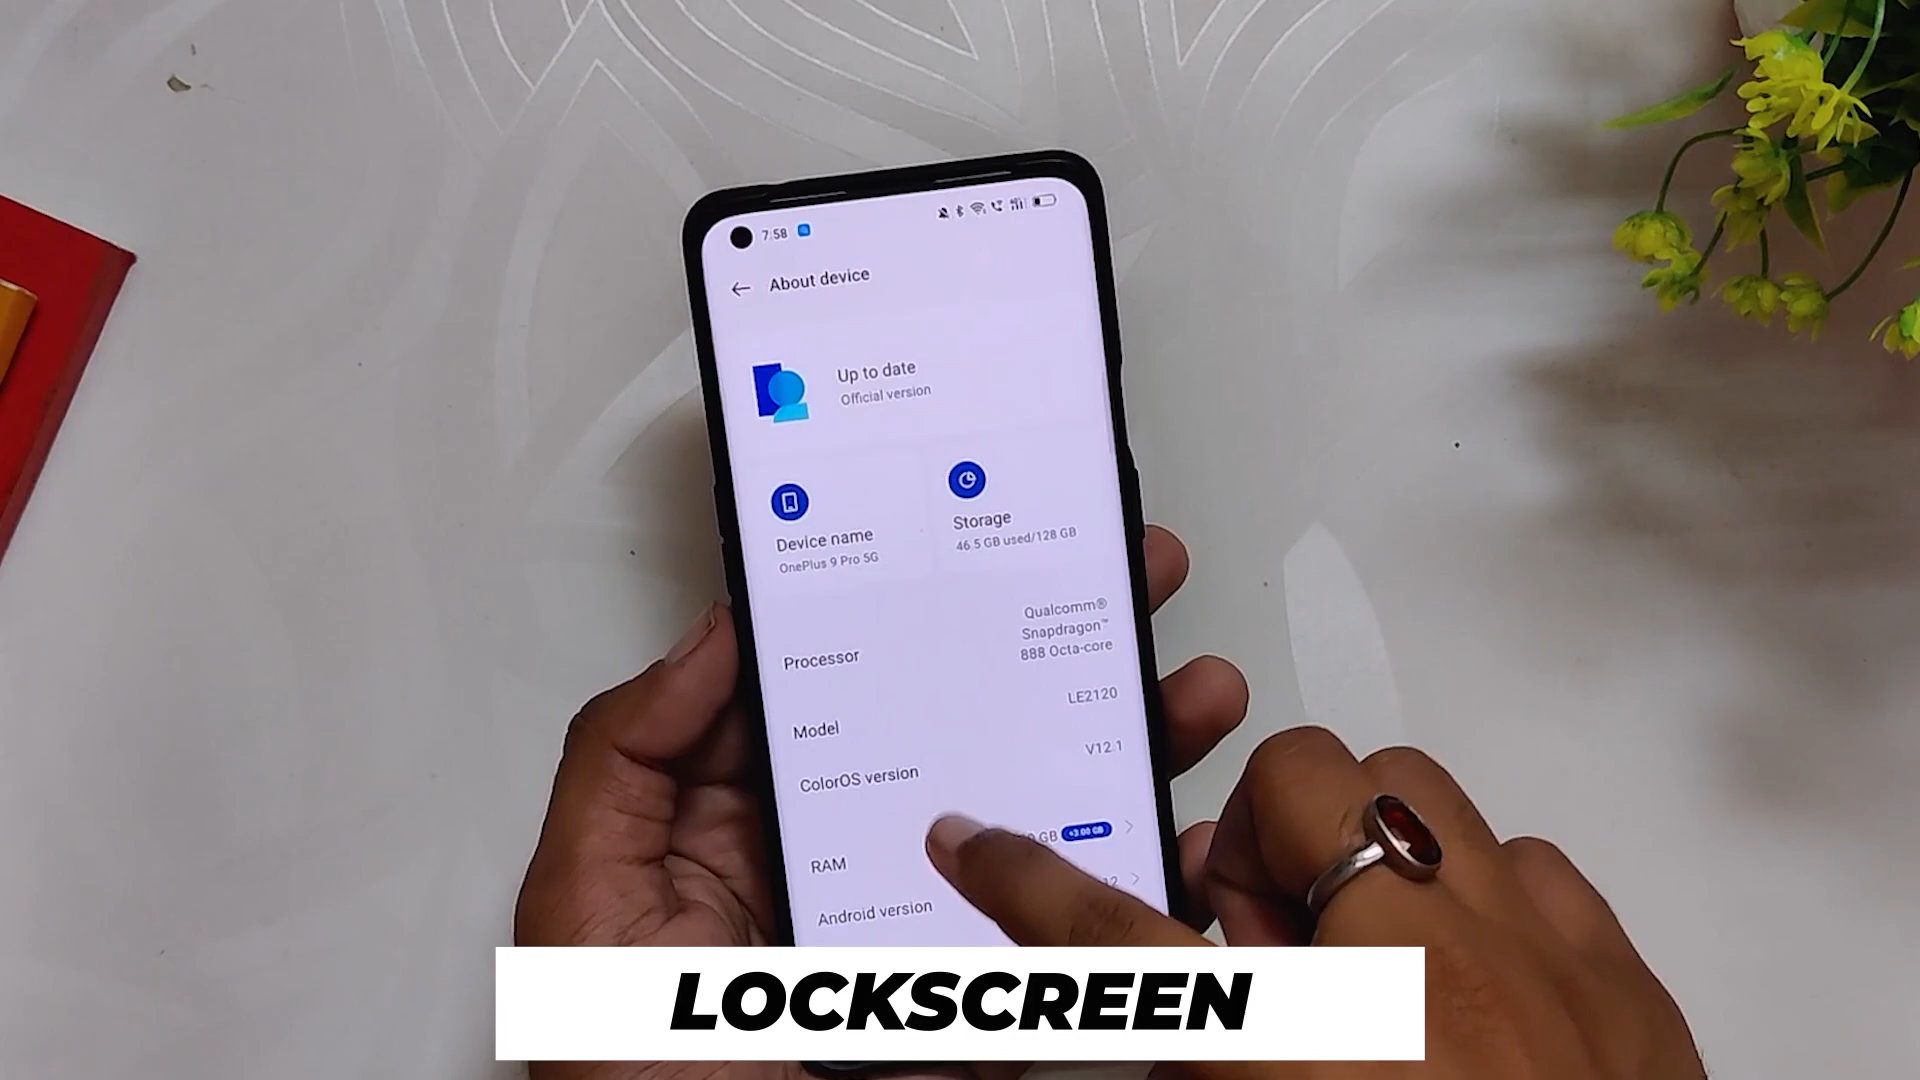 7:58
About device
Up to date
Official version
Device name
OnePlus 9 Pro 5G
Storage
46.5 GB used/128 GB
Processor
Qualcomm®
Snapdragon™
888 Octa-core
Model
LE2120
ColorOS version
V12.1
RAM
GB +3.00 GB
Android version
12
LOCKSCREEN